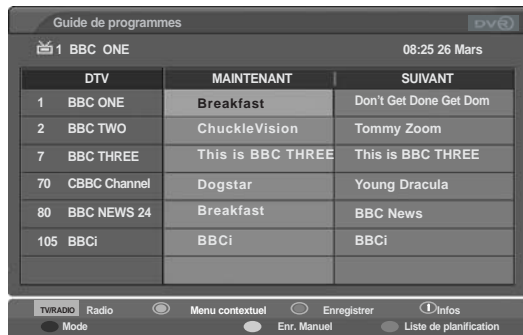 Guide de programmes DVR
1 BBC ONE 08:25 26 Mars
DTV MAINTENANT SUIVANT
1 BBC ONE Breakfast Don't Get Done Get Dom
2 BBC TWO ChuckleVision Tommy Zoom
7 BBC THREE This is BBC THREE This is BBC THREE
70 CBBC Channel Dogstar Young Dracula
80 BBC NEWS 24 Breakfast BBC News
105 BBCi BBCi BBCi
TV/RADIO Radio Menu contextuel Enregistrer Infos
Mode Enr. Manuel Liste de planification